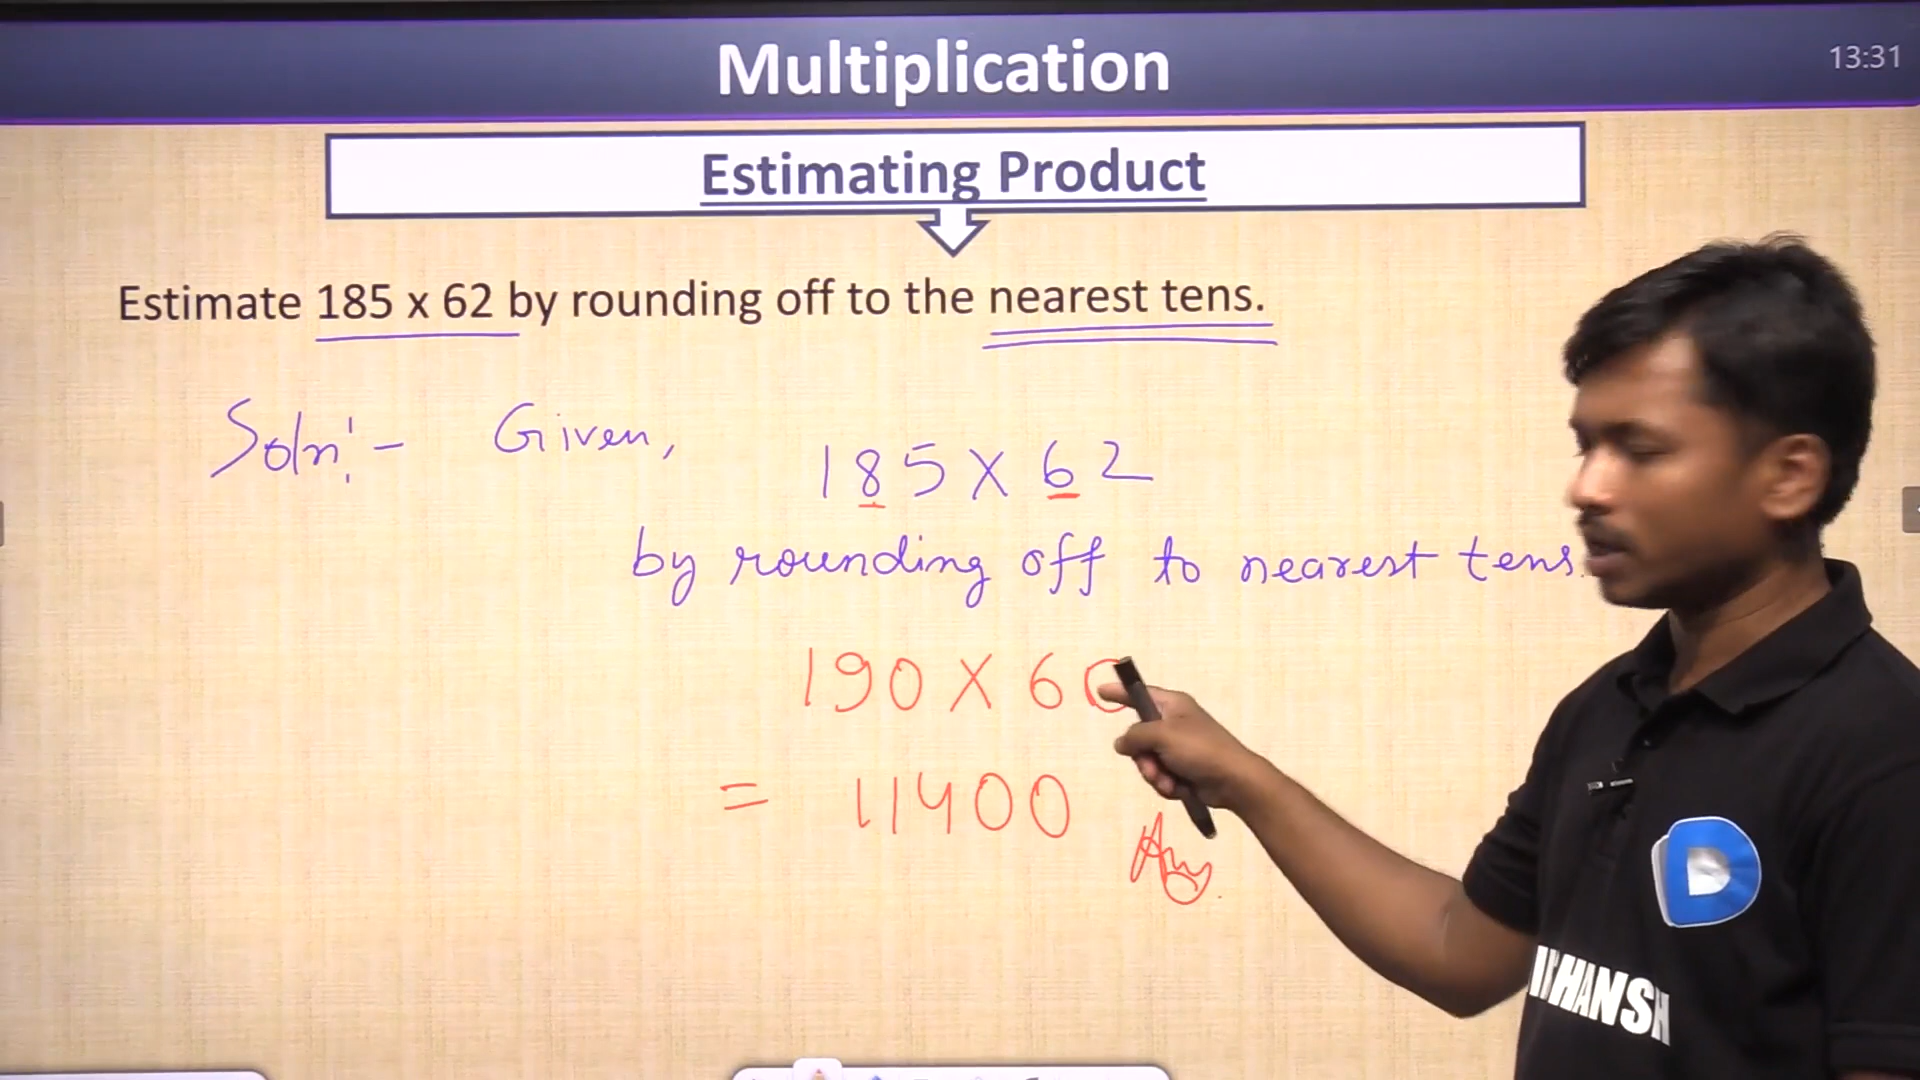 Multiplication
13:31
Estimating Product
Estimate 185 x 62 by rounding off to the nearest tens.
Soln:- Given,
185 X 62
by rounding off to nearest tens.
190 X 60
= 11400
Ans.
D